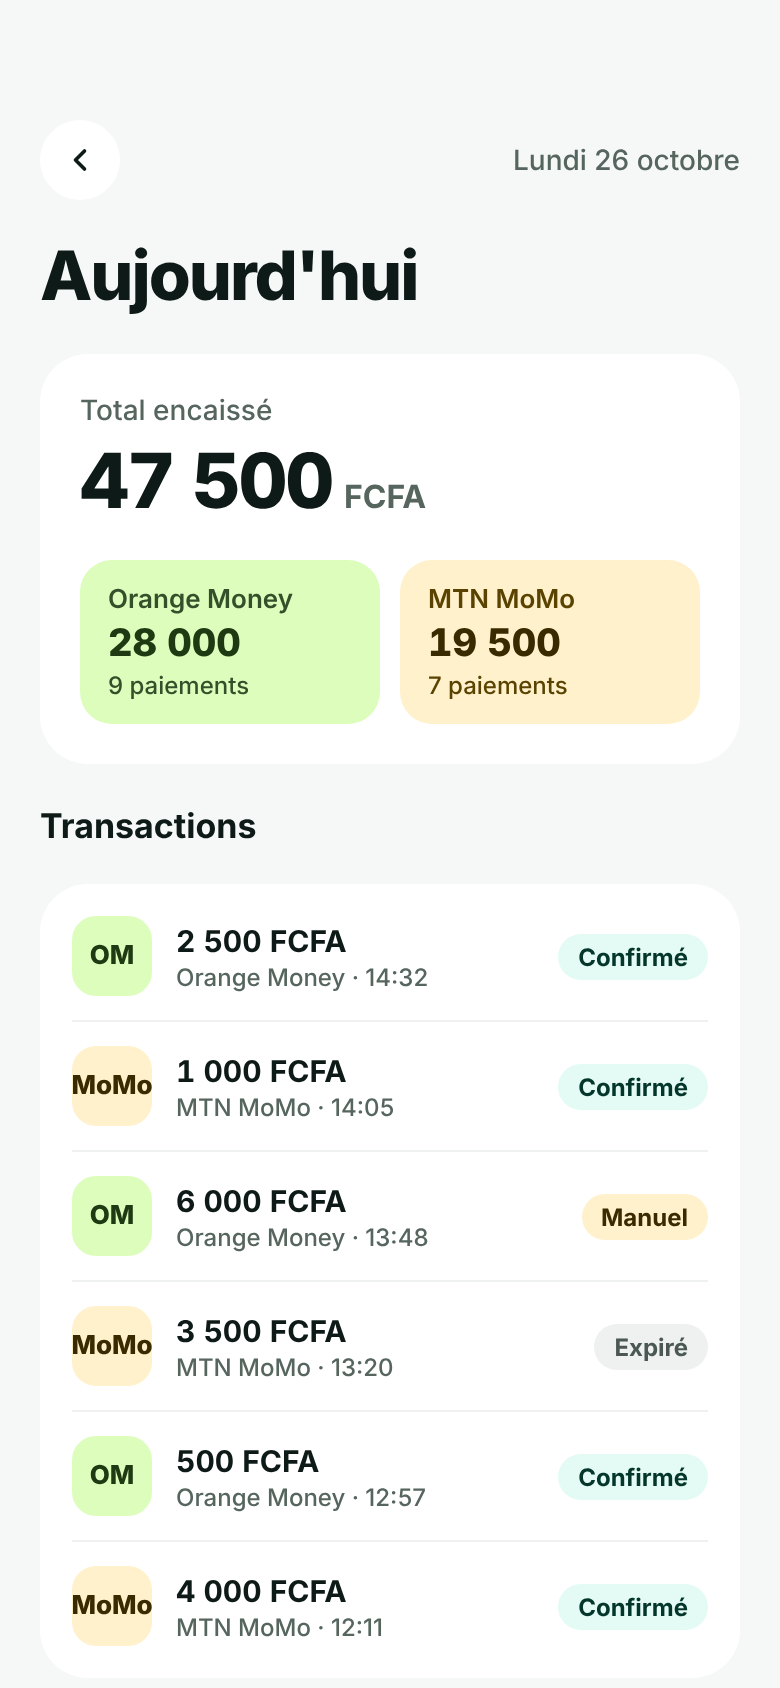 Lundi 26 octobre
Aujourd'hui
Total encaissé
47 500 FCFA
Orange Money
28 000
9 paiements
MTN MoMo
19 500
7 paiements
Transactions
OM
2 500 FCFA
Orange Money · 14:32
Confirmé
MoMo
1 000 FCFA
MTN MoMo · 14:05
Confirmé
OM
6 000 FCFA
Orange Money · 13:48
Manuel
MoMo
3 500 FCFA
MTN MoMo · 13:20
Expiré
OM
500 FCFA
Orange Money · 12:57
Confirmé
MoMo
4 000 FCFA
MTN MoMo · 12:11
Confirmé